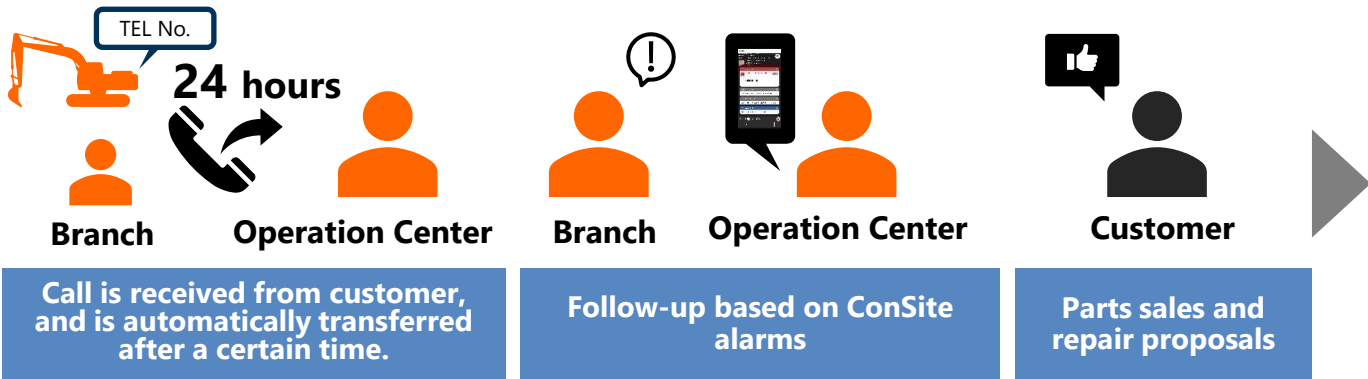 TEL No.
24 hours
Branch
Operation Center
Branch
Operation Center
Customer
Call is received from customer,
and is automatically transferred
after a certain time.
Follow-up based on ConSite
alarms
Parts sales and
repair proposals